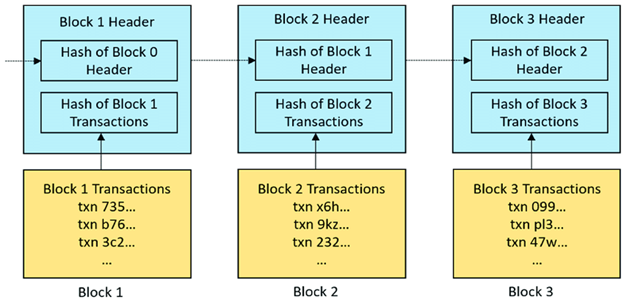 Block 1 Header
Hash of Block 0
Header
Hash of Block 1
Transactions
Block 1 Transactions
txn 735...
txn b76...
txn 3c2...
...
Block 1
Block 2 Header
Hash of Block 1
Header
Hash of Block 2
Transactions
Block 2 Transactions
txn x6h...
txn 9kz...
txn 232...
...
Block 2
Block 3 Header
Hash of Block 2
Header
Hash of Block 3
Transactions
Block 3 Transactions
txn 099...
txn pl3...
txn 47w...
...
Block 3